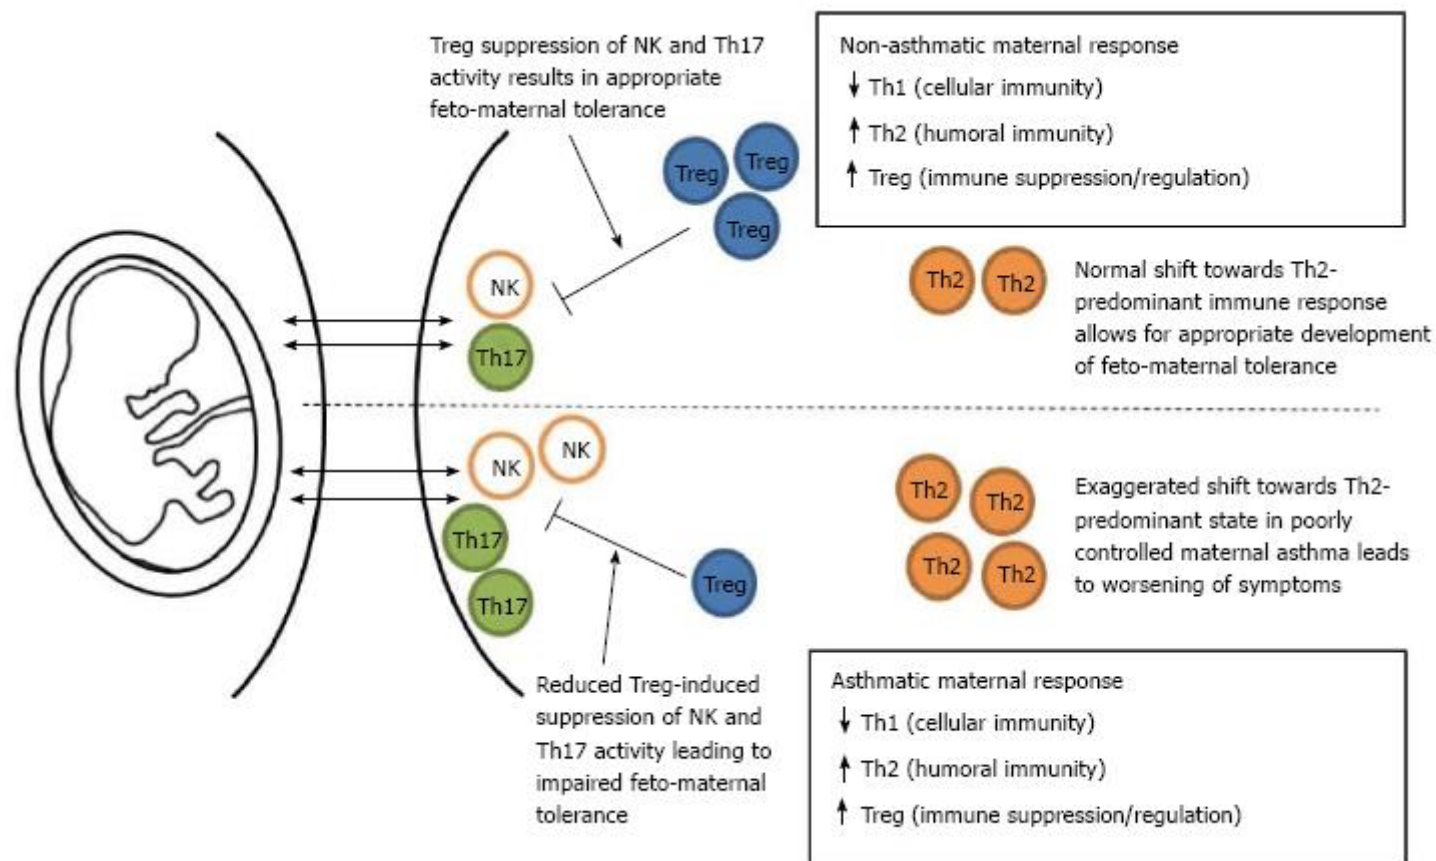 Treg suppression of NK and Th17
activity results in appropriate
feto-maternal tolerance
Non-asthmatic maternal response
↓ Th1 (cellular immunity)
↑ Th2 (humoral immunity)
↑ Treg (immune suppression/regulation)
Treg
Treg
Treg
NK
Th17
Th2
Th2
Normal shift towards Th2-
predominant immune response
allows for appropriate development
of feto-maternal tolerance
NK
NK
Th17
Th17
Treg
Th2
Th2
Th2
Th2
Exaggerated shift towards Th2-
predominant state in poorly
controlled maternal asthma leads
to worsening of symptoms
Reduced Treg-induced
suppression of NK and
Th17 activity leading to
impaired feto-maternal
tolerance
Asthmatic maternal response
↓ Th1 (cellular immunity)
↑ Th2 (humoral immunity)
↑ Treg (immune suppression/regulation)